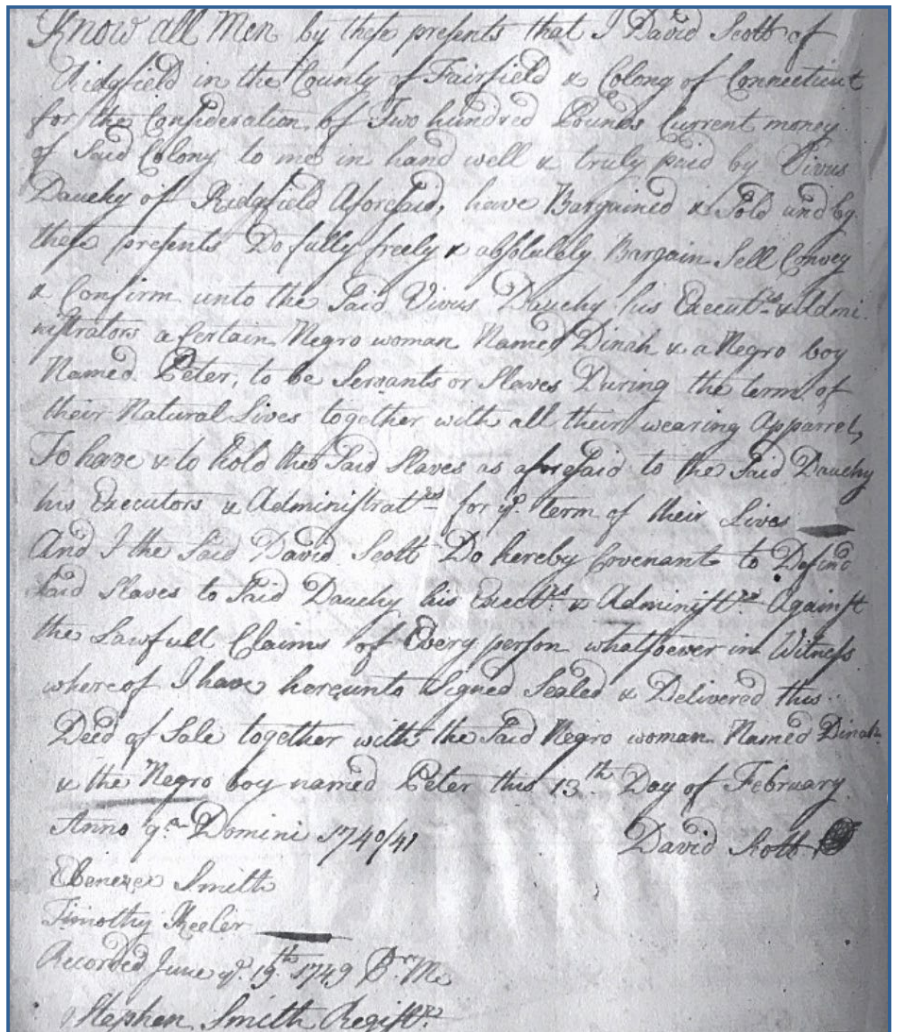 Know all Men by these presents that I David Scott of
Ridgfield in the County of Fairfield & Colony of Connecticut
for the Consideration of Two hundred Pounds Current money
of Said Colony to me in hand well & truly paid by Vivus
Dauchy of Ridgfield Aforesaid, have Bargained & Sold and by
these presents Do fully freely & absolutely Bargain Sell Convey
& Confirm unto the Said Vivus Dauchy his Executrs & Admi
nistrators a Certain Negro woman Named Dinah & a Negro boy
Named Peter, to be Servants or Slaves During the term of
their Natural Lives together with all their wearing Apparrel,
To have & to hold the Said Slaves as aforesaid to the Said Dauchy
his Executors & Administratrs for ye term of their Lives
And I the Said David Scott Do hereby Covenant to Defend
Said Slaves to Said Dauchy his Exectrs & Administrs Against
the Lawfull Claims of Every person whatsoever in Witness
whereof I have hereunto Signed Sealed & Delivered this
Deed of Sale together with the Said Negro woman Named Dinah
& the Negro boy named Peter this 13th Day of February
Anno Domini 1740/41 David Scott
Ebenezer Smith
Timothy Keeler
Recorded June ye 19th 1749 Pr Me
Stephen Smith Registr